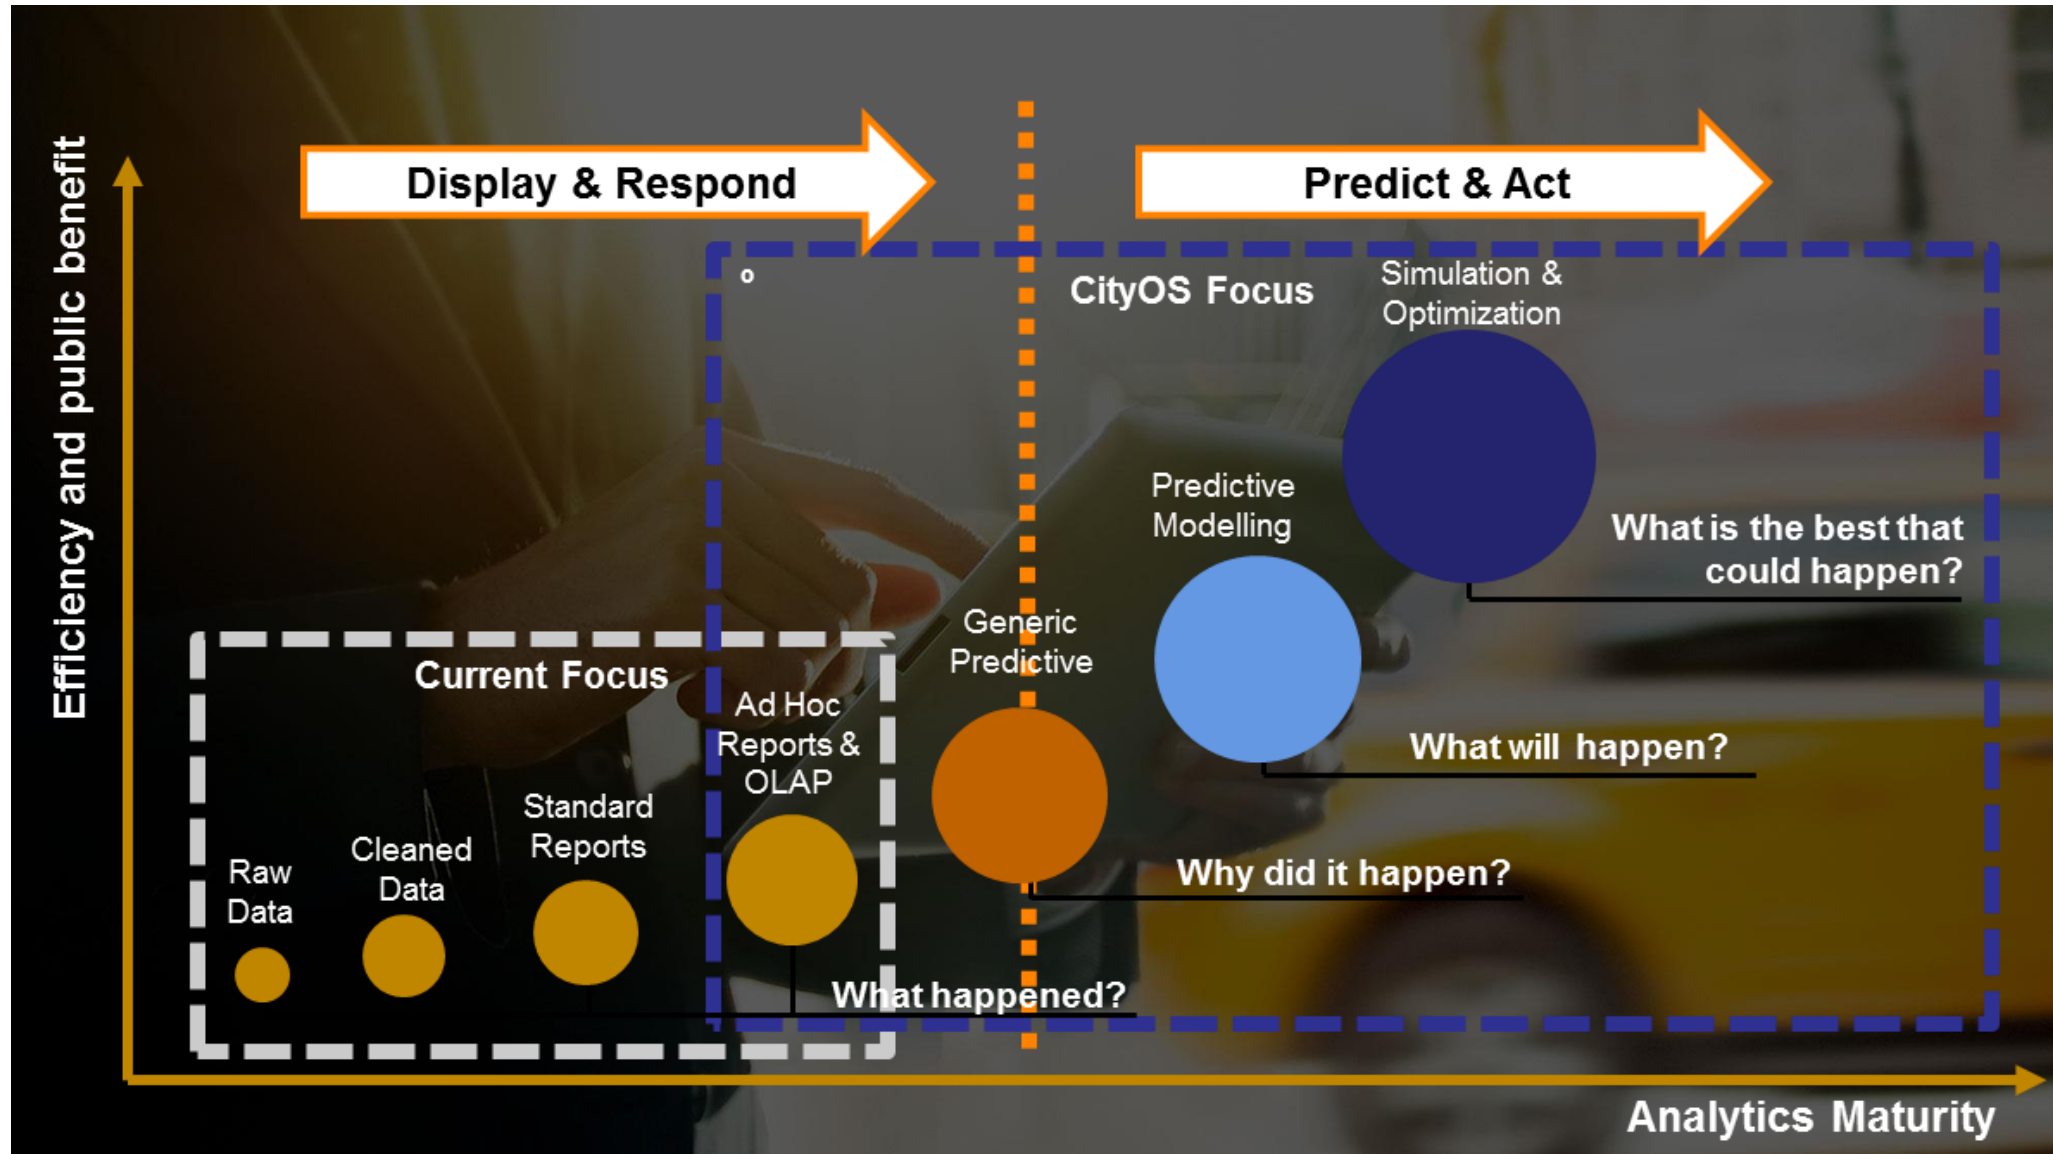 Display & Respond
Predict & Act
Efficiency and public benefit
CityOS Focus
Simulation &
Optimization
Predictive
Modelling
What is the best that
could happen?
Generic
Predictive
Current Focus
Ad Hoc
Reports &
OLAP
What will happen?
Standard
Reports
Cleaned
Data
Raw
Data
Why did it happen?
What happened?
Analytics Maturity